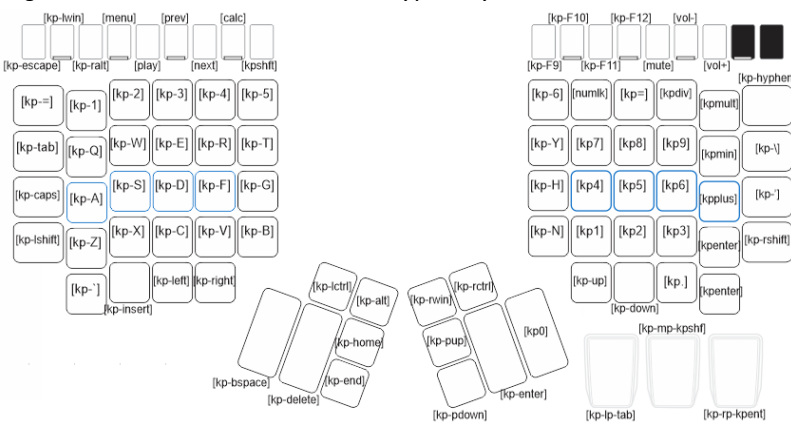 [kp-lwin] [menu] [prev] [calc] [kp-F10] [kp-F12] [vol-]
[kp-escape] [kp-ralt] [play] [next] [kpshft] [kp-F9] [kp-F11] [mute] [vol+]
[kp-hyphen
[kp-=] [kp-1] [kp-2] [kp-3] [kp-4] [kp-5] [kp-6] [numlk] [kp=] [kpdiv] [kpmult]
[kp-tab] [kp-Q] [kp-W] [kp-E] [kp-R] [kp-T] [kp-Y] [kp7] [kp8] [kp9] [kpmin] [kp-\]
[kp-caps] [kp-A] [kp-S] [kp-D] [kp-F] [kp-G] [kp-H] [kp4] [kp5] [kp6] [kpplus] [kp-']
[kp-lshift] [kp-Z] [kp-X] [kp-C] [kp-V] [kp-B] [kp-N] [kp1] [kp2] [kp3] [kpenter] [kp-rshift]
[kp-`] [kp-left] [kp-right] [kp-up] [kp.] [kpenter]
[kp-insert] [kp-down]
[kp-lctrl] [kp-alt] [kp-rwin] [kp-rctrl]
[kp-home] [kp-pup] [kp0] [kp-mp-kpshf]
[kp-bspace] [kp-end]
[kp-delete] [kp-enter]
[kp-pdown] [kp-lp-tab] [kp-rp-kpent]